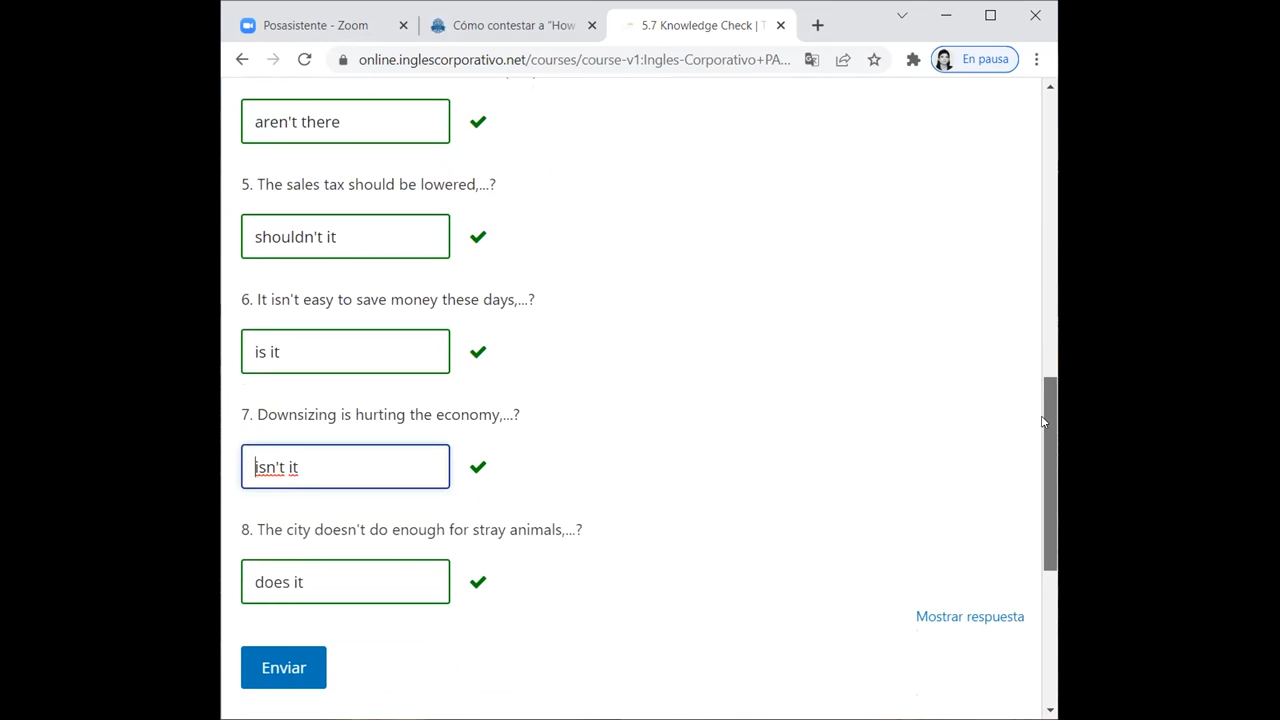 Posasistente - Zoom
Cómo contestar a “How
5.7 Knowledge Check | T
online.inglescorporativo.net/courses/course-v1:Ingles-Corporativo+PA...
En pausa
aren't there
5. The sales tax should be lowered,...?
shouldn't it
6. It isn't easy to save money these days,...?
is it
7. Downsizing is hurting the economy,...?
isn't it
8. The city doesn't do enough for stray animals,...?
does it
Mostrar respuesta
Enviar